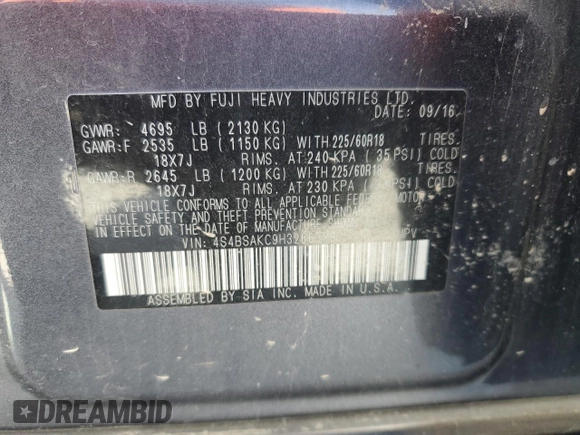 MFD BY FUJI HEAVY INDUSTRIES LTD.
DATE: 09/16
GVWR: 4695 LB ( 2130 KG)
GAWR:F 2535 LB ( 1150 KG) WITH 225/60R18 TIRES.
18X7J RIMS. AT 240 KPA ( 35 PSI) COLD
GAWR:R 2645 LB ( 1200 KG) WITH 225/60R18 TIRES.
18X7J RIMS. AT 230 KPA PSI) COLD
THIS VEHICLE CONFORMS TO ALL APPLICABLE FEDERAL MOTOR
VEHICLE SAFETY AND THEFT PREVENTION STANDARDS
IN EFFECT ON THE DATE OF MANUFACTURE
VIN: 4S4BSAKC9H32 MPV
ASSEMBLED BY SIA INC. MADE IN U.S.A.
DREAMBID